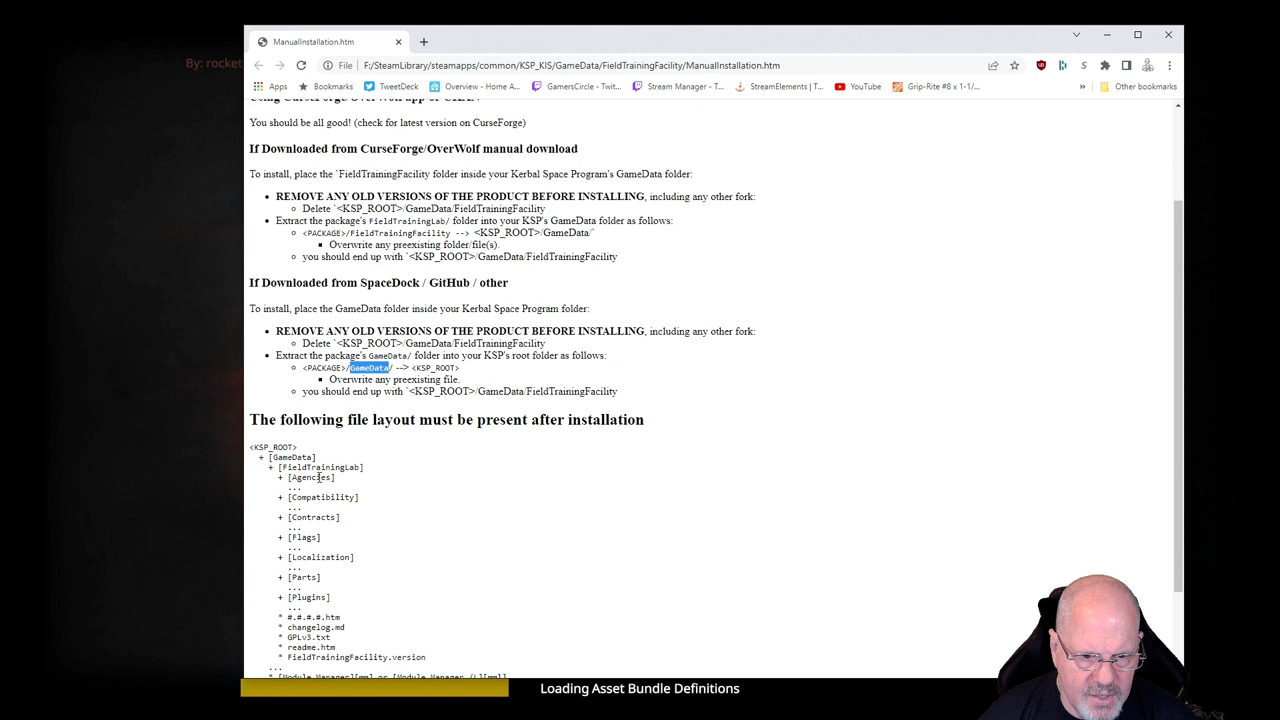 By: rocket
ManualInstallation.htm
File F:/SteamLibrary/steamapps/common/KSP_KIS/GameData/FieldTrainingFacility/ManualInstallation.htm
Apps Bookmarks TweetDeck Overview – Home ... GamersCircle - Twit... Stream Manager - T... StreamElements | T... YouTube Grip-Rite #8 x 1-1/... » Other bookmarks
You should be all good! (check for latest version on CurseForge)
If Downloaded from CurseForge/OverWolf manual download
To install, place the `FieldTrainingFacility folder inside your Kerbal Space Program's GameData folder:
• REMOVE ANY OLD VERSIONS OF THE PRODUCT BEFORE INSTALLING, including any other fork:
Delete `<KSP_ROOT>/GameData/FieldTrainingFacility
• Extract the package's FieldTrainingLab/ folder into your KSP's GameData folder as follows:
<PACKAGE>/FieldTrainingFacility --> <KSP_ROOT>/GameData/`
Overwrite any preexisting folder/file(s).
you should end up with `<KSP_ROOT>/GameData/FieldTrainingFacility
If Downloaded from SpaceDock / GitHub / other
To install, place the GameData folder inside your Kerbal Space Program folder:
• REMOVE ANY OLD VERSIONS OF THE PRODUCT BEFORE INSTALLING, including any other fork:
Delete `<KSP_ROOT>/GameData/FieldTrainingFacility
• Extract the package's GameData/ folder into your KSP's root folder as follows:
<PACKAGE>/GameData/ --> <KSP_ROOT>
Overwrite any preexisting file.
you should end up with `<KSP_ROOT>/GameData/FieldTrainingFacility
The following file layout must be present after installation
<KSP_ROOT>
+ [GameData]
+ [FieldTrainingLab]
+ [Agencies]
...
+ [Compatibility]
...
+ [Contracts]
...
+ [Flags]
...
+ [Localization]
...
+ [Parts]
...
+ [Plugins]
...
* #.#.#.#.htm
* changelog.md
* GPLv3.txt
* readme.htm
* FieldTrainingFacility.version
...
* [Module Manager][mm] or [Module Manager /L][mml]
Loading Asset Bundle Definitions